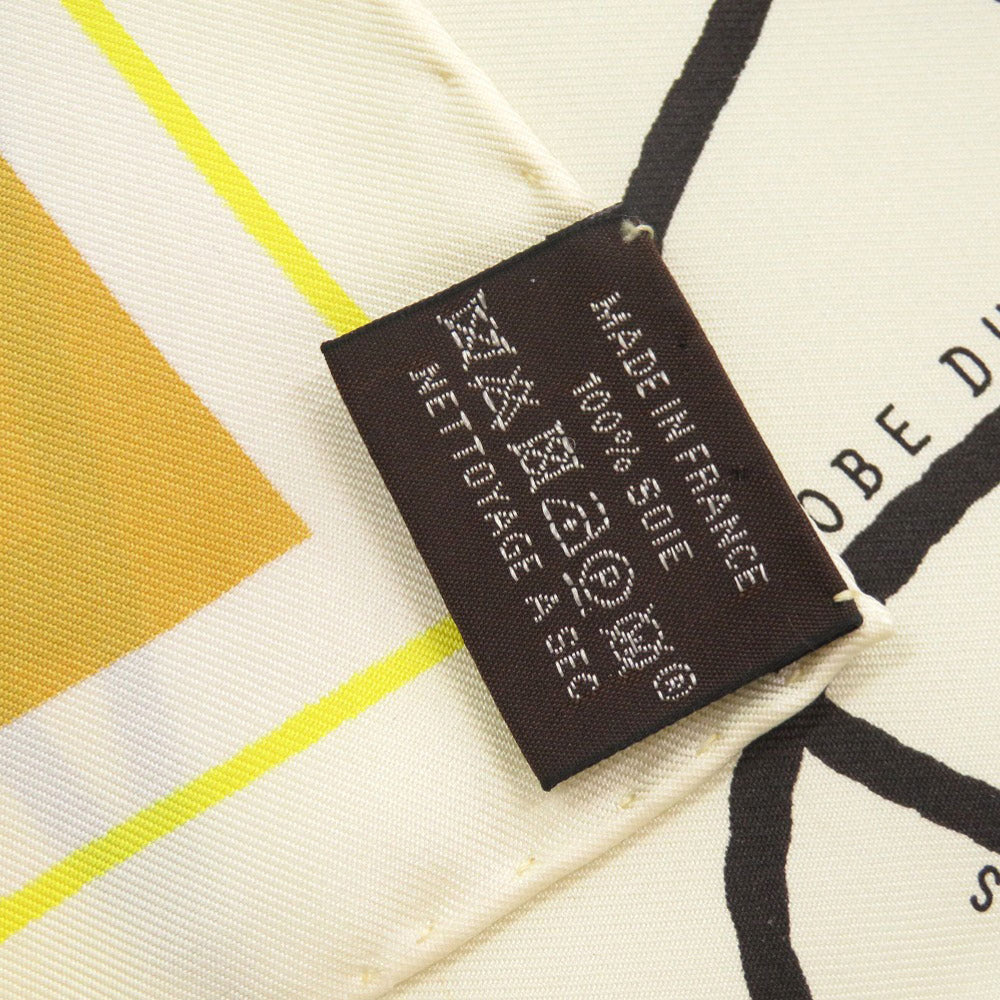 MADE IN FRANCE
100% SOIE
P W ®
NETTOYAGE À SEC
OBE D
S